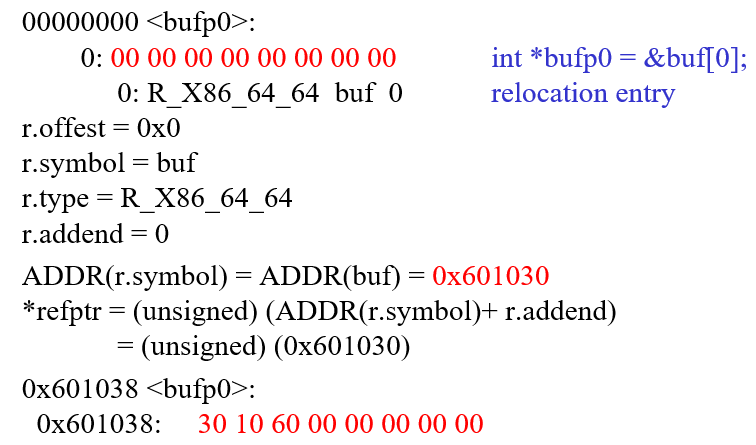 00000000 <bufp0>:
0: 00 00 00 00 00 00 00 00 int *bufp0 = &buf[0];
0: R_X86_64_64 buf 0 relocation entry
r.offest = 0x0
r.symbol = buf
r.type = R_X86_64_64
r.addend = 0
ADDR(r.symbol) = ADDR(buf) = 0x601030
*refptr = (unsigned) (ADDR(r.symbol)+ r.addend)
= (unsigned) (0x601030)
0x601038 <bufp0>:
0x601038: 30 10 60 00 00 00 00 00